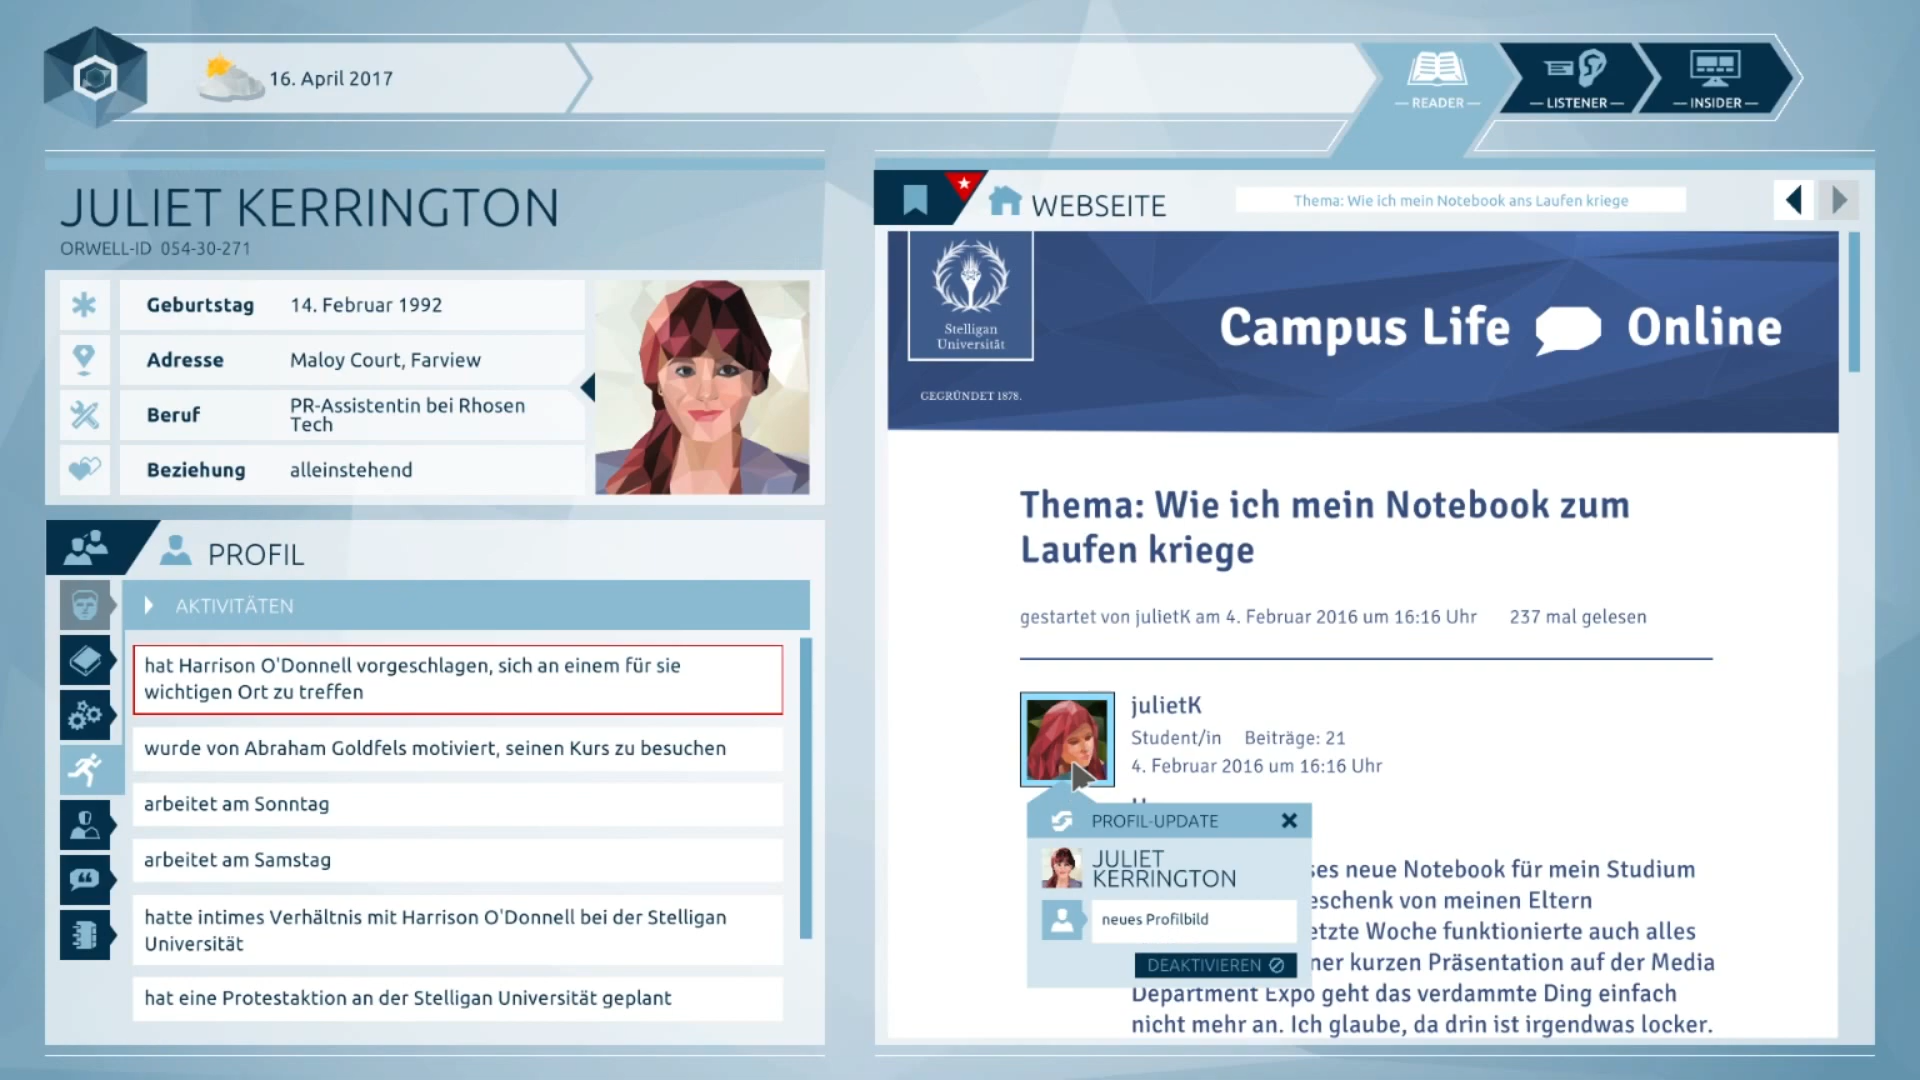 16. April 2017
READER
LISTENER
INSIDER
JULIET KERRINGTON
ORWELL-ID 054-30-271
Geburtstag 14. Februar 1992
Adresse Maloy Court, Farview
Beruf PR-Assistentin bei Rhosen
Tech
Beziehung alleinstehend
PROFIL
AKTIVITÄTEN
hat Harrison O'Donnell vorgeschlagen, sich an einem für sie
wichtigen Ort zu treffen
wurde von Abraham Goldfels motiviert, seinen Kurs zu besuchen
arbeitet am Sonntag
arbeitet am Samstag
hatte intimes Verhältnis mit Harrison O'Donnell bei der Stelligan
Universität
hat eine Protestaktion an der Stelligan Universität geplant
WEBSEITE
Thema: Wie ich mein Notebook ans Laufen kriege
Stelligan
Universität
GEGRÜNDET 1878.
Campus Life Online
Thema: Wie ich mein Notebook zum
Laufen kriege
gestartet von julietK am 4. Februar 2016 um 16:16 Uhr 237 mal gelesen
julietK
Student/in Beiträge: 21
4. Februar 2016 um 16:16 Uhr
PROFIL-UPDATE
JULIET
KERRINGTON
neues Profilbild
DEAKTIVIEREN
neue Notebook für mein Studium
von meinen Eltern
Woche funktionierte auch alles
kurzen Präsentation auf der Media
Department Expo geht das verdammte Ding einfach
nicht mehr an. Ich glaube, da drin ist irgendwas locker.